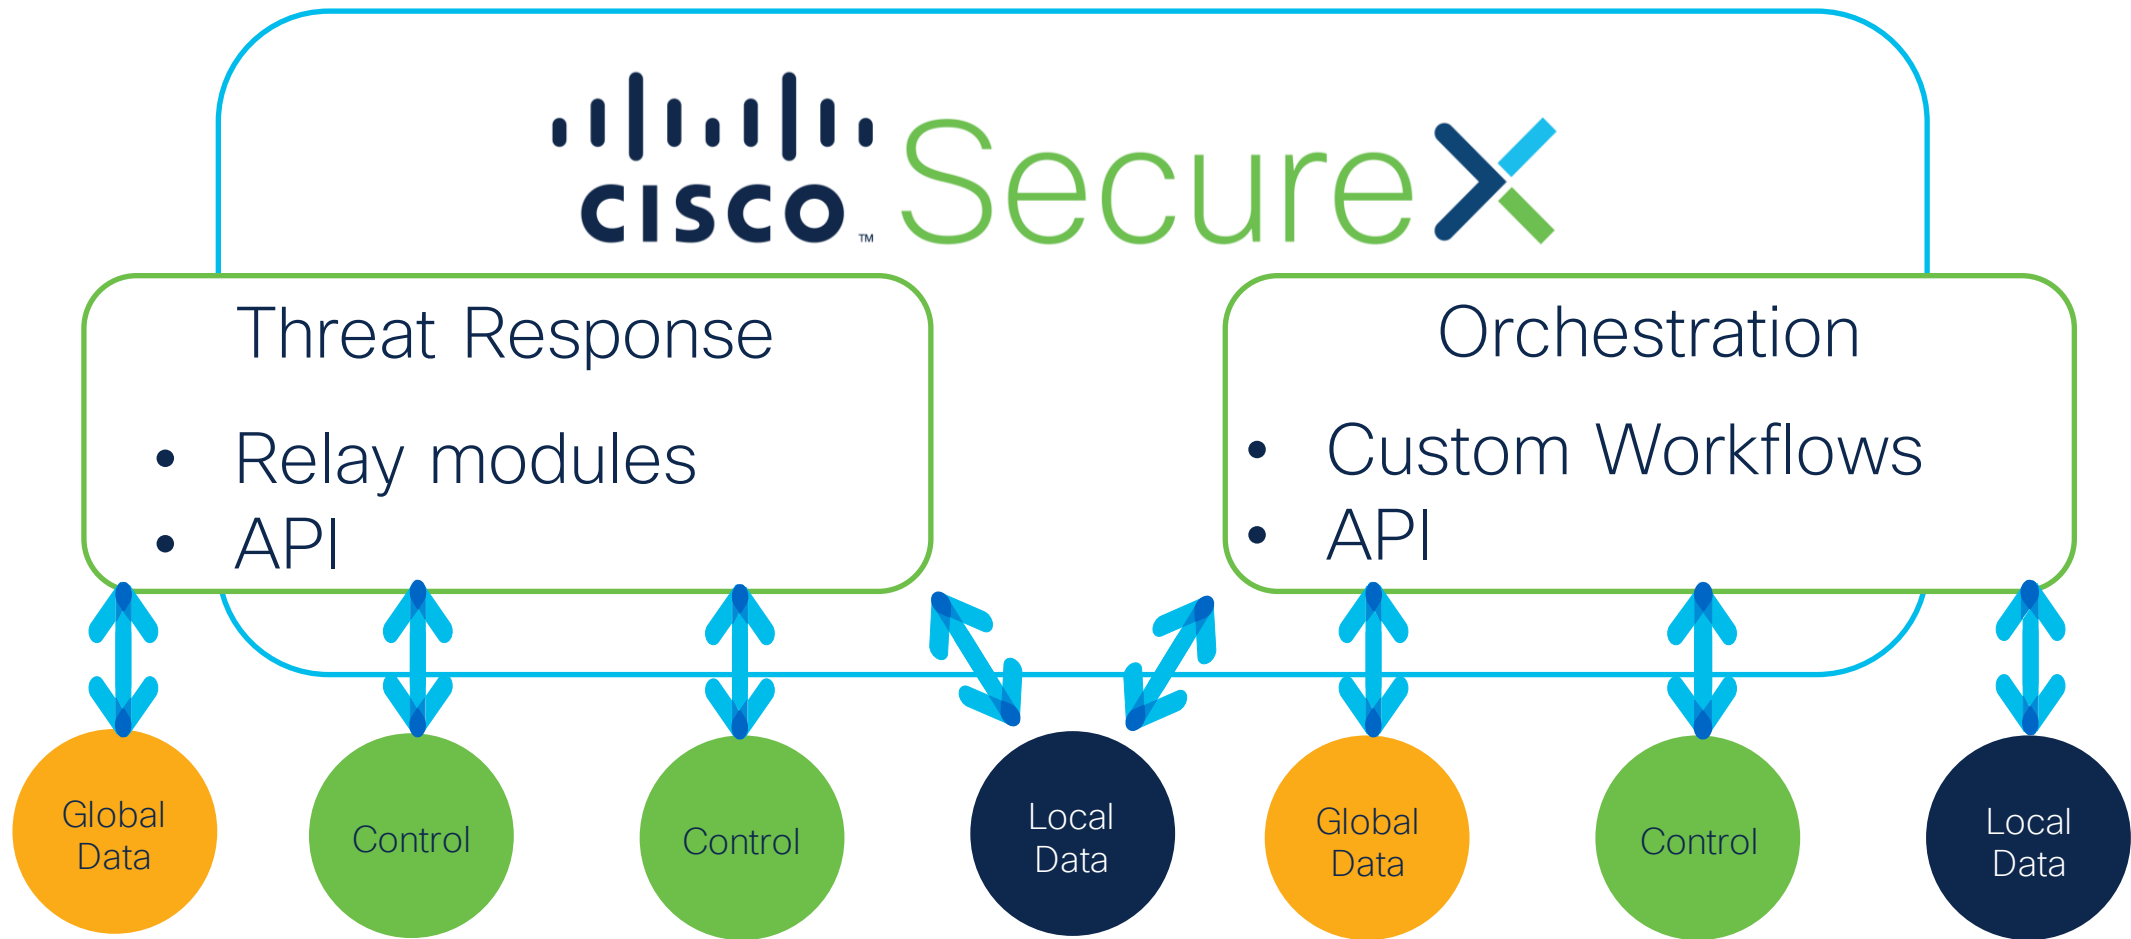 CISCO™ SecureX
Threat Response
• Relay modules
• API
Orchestration
• Custom Workflows
• API
Global
Data
Control
Control
Local
Data
Global
Data
Control
Local
Data